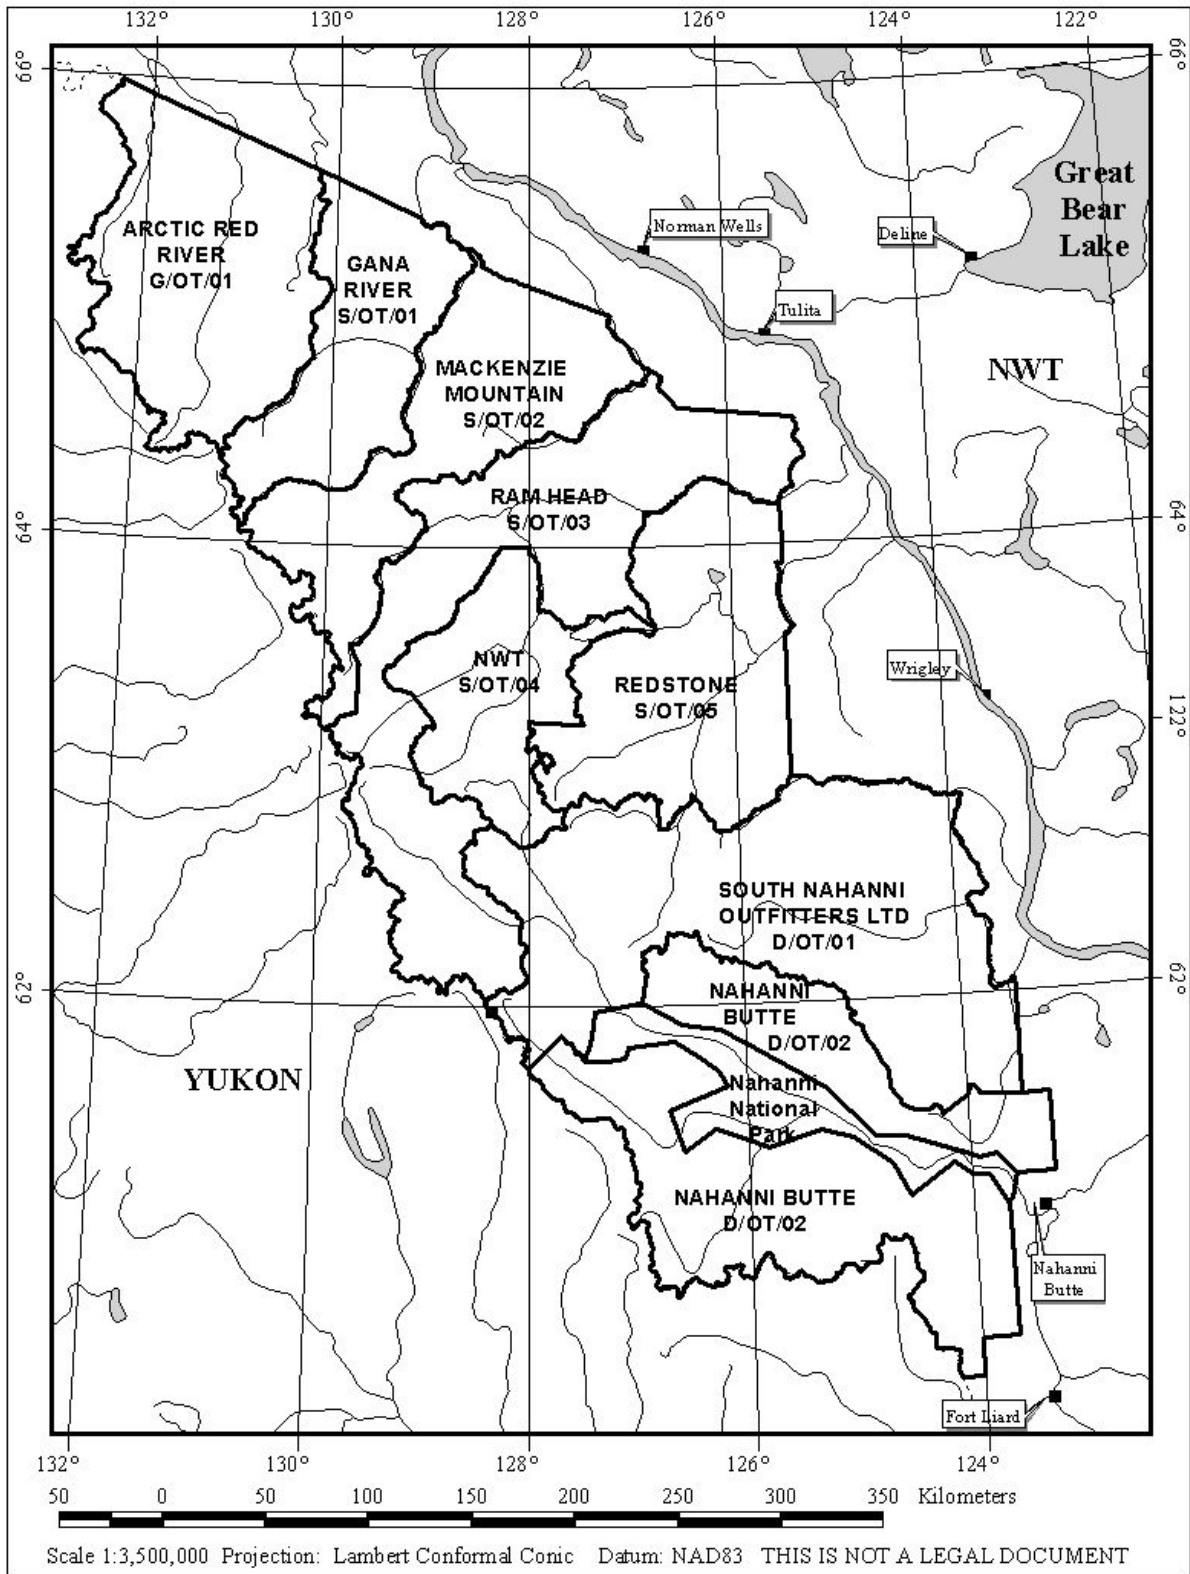 132°
130°
128°
126°
124°
122°
66°
66°
Great
Bear
Lake
ARCTIC RED
RIVER
G/OT/01
GANA
RIVER
S/OT/01
Norman Wells
Deline
Tulita
MACKENZIE
MOUNTAIN
S/OT/02
NWT
RAM HEAD
S/OT/03
64°
64°
NWT
S/OT/04
REDSTONE
S/OT/05
Wrigley
122°
SOUTH NAHANNI
OUTFITTERS LTD
D/OT/01
62°
62°
NAHANNI
BUTTE
D/OT/02
YUKON
Nahanni
National
Park
NAHANNI BUTTE
D/OT/02
Nahanni
Butte
Fort Liard
132°
130°
128°
126°
124°
50 0 50 100 150 200 250 300 350 Kilometers
Scale 1:3,500,000 Projection: Lambert Conformal Conic Datum: NAD83 THIS IS NOT A LEGAL DOCUMENT